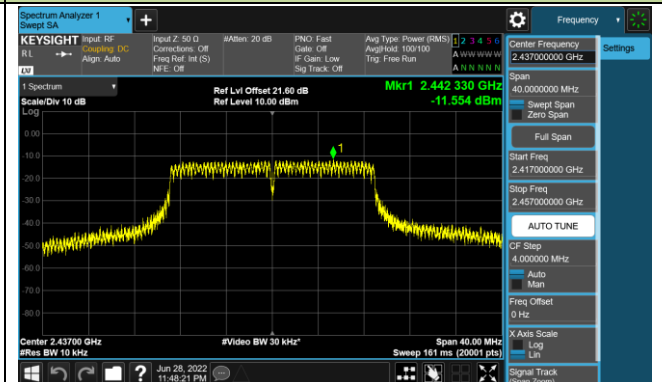 Spectrum Analyzer 1
Swept SA
Frequency
KEYSIGHT
RL
LXI
Input: RF
Coupling: DC
Align: Auto
Input Z: 50 Ω
Corrections: Off
Freq Ref: Int (S)
NFE: Off
#Atten: 20 dB
PNO: Fast
Gate: Off
IF Gain: Low
Sig Track: Off
Avg Type: Power (RMS)
Avg|Hold: 100/100
Trig: Free Run
1 2 3 4 5 6
A W W W W W
A N N N N N
Center Frequency
2.437000000 GHz
Settings
1 Spectrum
Scale/Div 10 dB
Log
Ref Lvl Offset 21.60 dB
Ref Level 10.00 dBm
Mkr1 2.442 330 GHz
-11.554 dBm
Span
40.0000000 MHz
Swept Span
Zero Span
Full Span
Start Freq
2.417000000 GHz
Stop Freq
2.457000000 GHz
AUTO TUNE
CF Step
4.000000 MHz
Auto
Man
Freq Offset
0 Hz
X Axis Scale
Log
Lin
Signal Track
(Span Zoom)
1
0.00
-10.0
-20.0
-30.0
-40.0
-50.0
-60.0
-70.0
-80.0
Center 2.43700 GHz
#Res BW 10 kHz
#Video BW 30 kHz*
Span 40.00 MHz
Sweep 161 ms (20001 pts)
?
Jun 28, 2022
11:48:21 PM